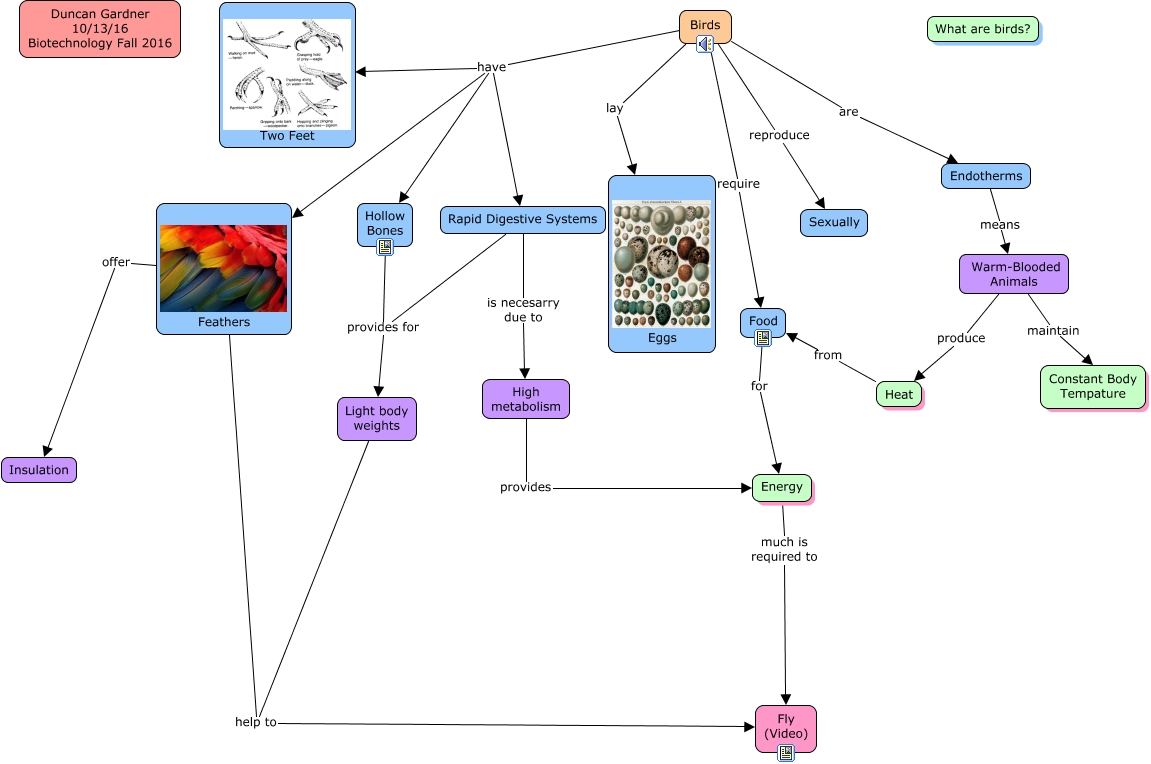 Duncan Gardner
10/13/16
Biotechnology Fall 2016
Birds
What are birds?
have
Walking on mud
—heron.
Grasping hold
of prey—eagle.
Paddling along
on water—duck.
Perching—sparrow.
Gripping onto bark
—woodpecker.
Hopping and clinging
onto branches—pigeon.
Two Feet
lay
are
reproduce
require
Endotherms
Hollow
Bones
Rapid Digestive Systems
Sexually
means
offer
Feathers
Warm-Blooded
Animals
is necesarry
due to
provides for
Eggs
Food
produce
maintain
from
for
Heat
Constant Body
Tempature
High
metabolism
Light body
weights
Insulation
provides
Energy
much is
required to
help to
Fly
(Video)